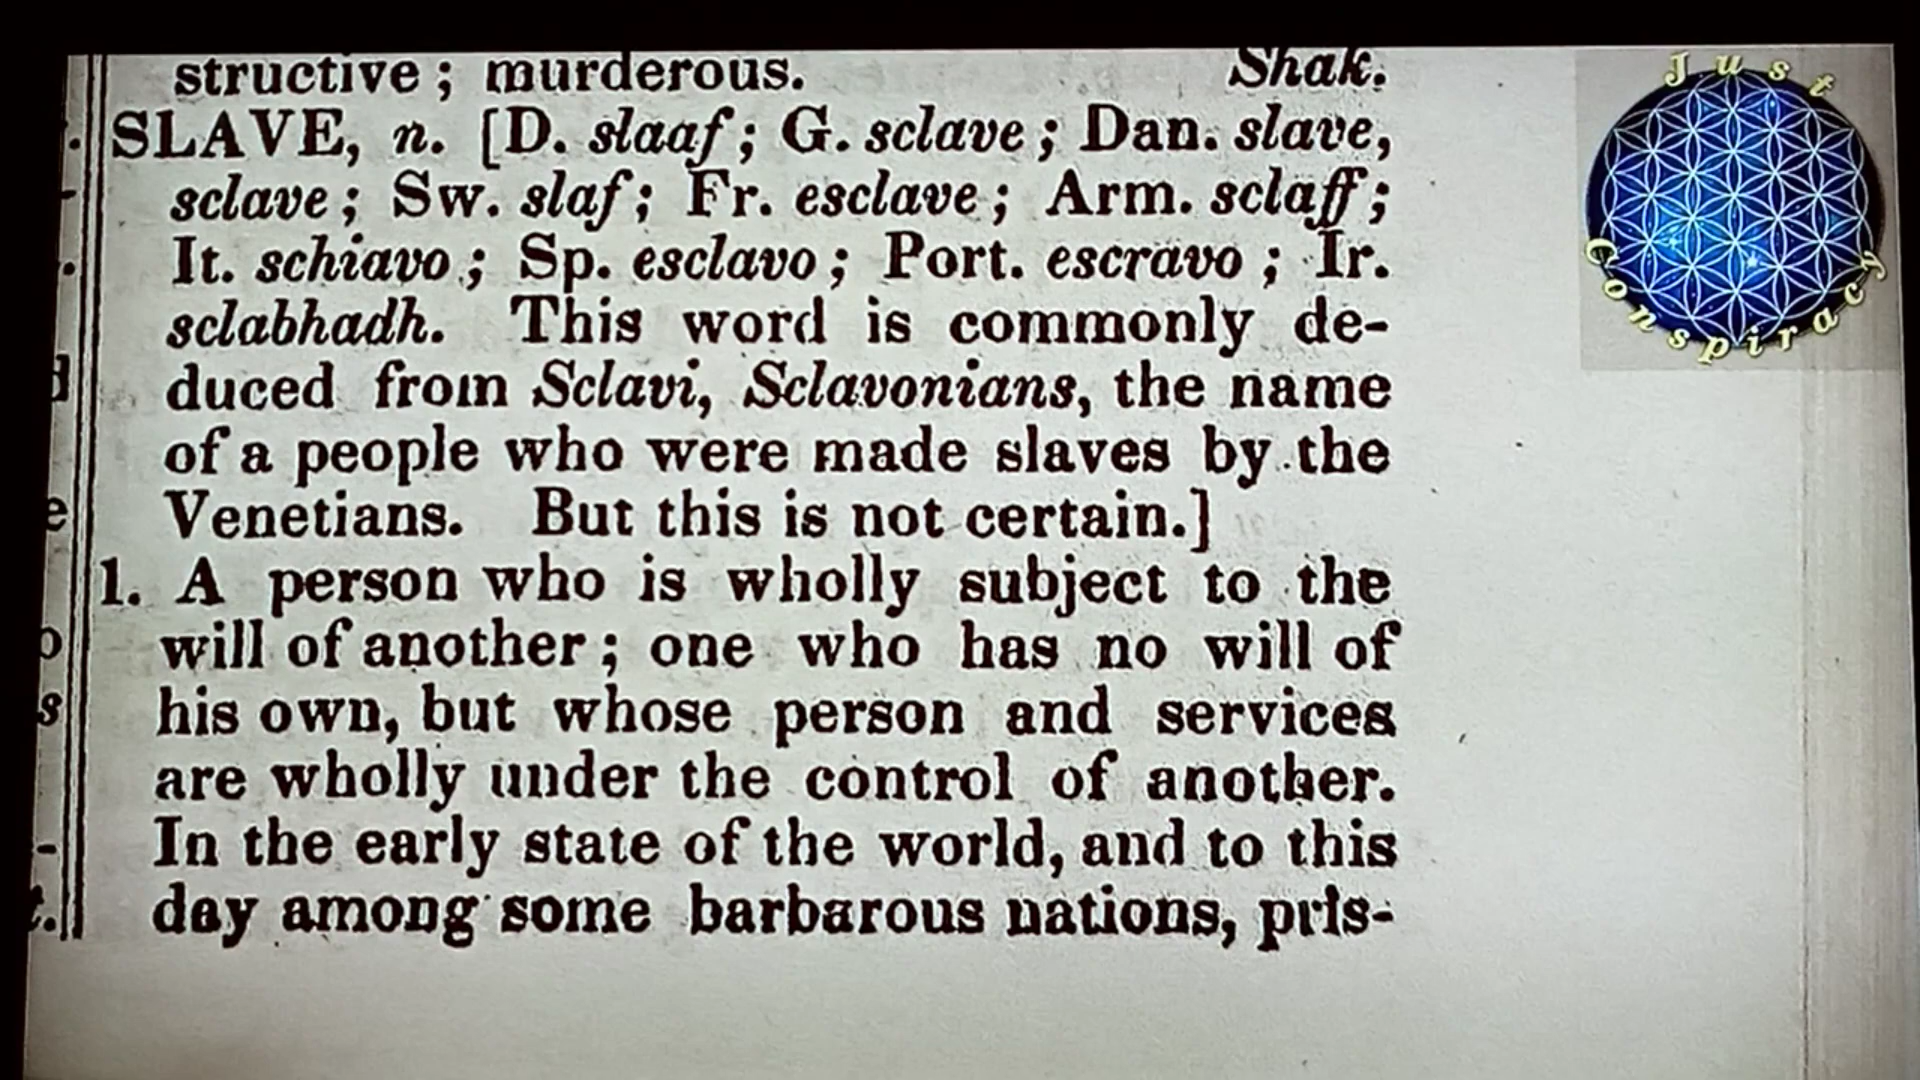 structive ; murderous. Shak.
SLAVE, n. [D. slaaf ; G. sclave ; Dan. slave,
sclave ; Sw. slaf ; Fr. esclave ; Arm. sclaff ;
It. schiavo ; Sp. esclavo ; Port. escravo ; Ir.
sclabhadh. This word is commonly de-
duced from Sclavi, Sclavonians, the name
of a people who were made slaves by the
Venetians. But this is not certain.]
1. A person who is wholly subject to the
will of another ; one who has no will of
his own, but whose person and services
are wholly under the control of another.
In the early state of the world, and to this
day among some barbarous nations, pris-
Just
Conspiracy